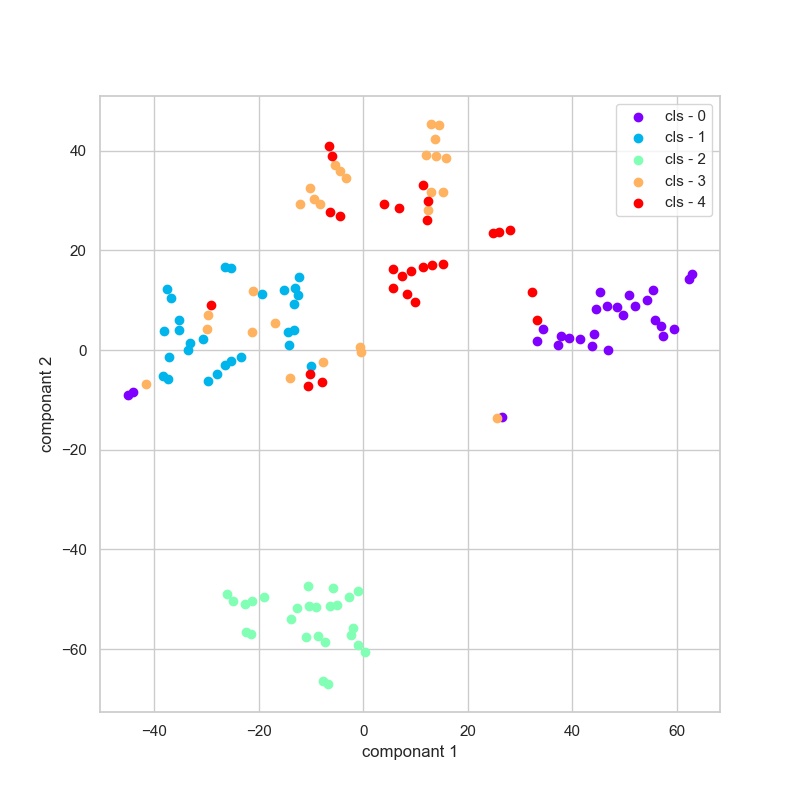 cls - 0
cls - 1
cls - 2
cls - 3
cls - 4
40
20
0
−20
−40
−60
−40
−20
0
20
40
60
componant 1
componant 2